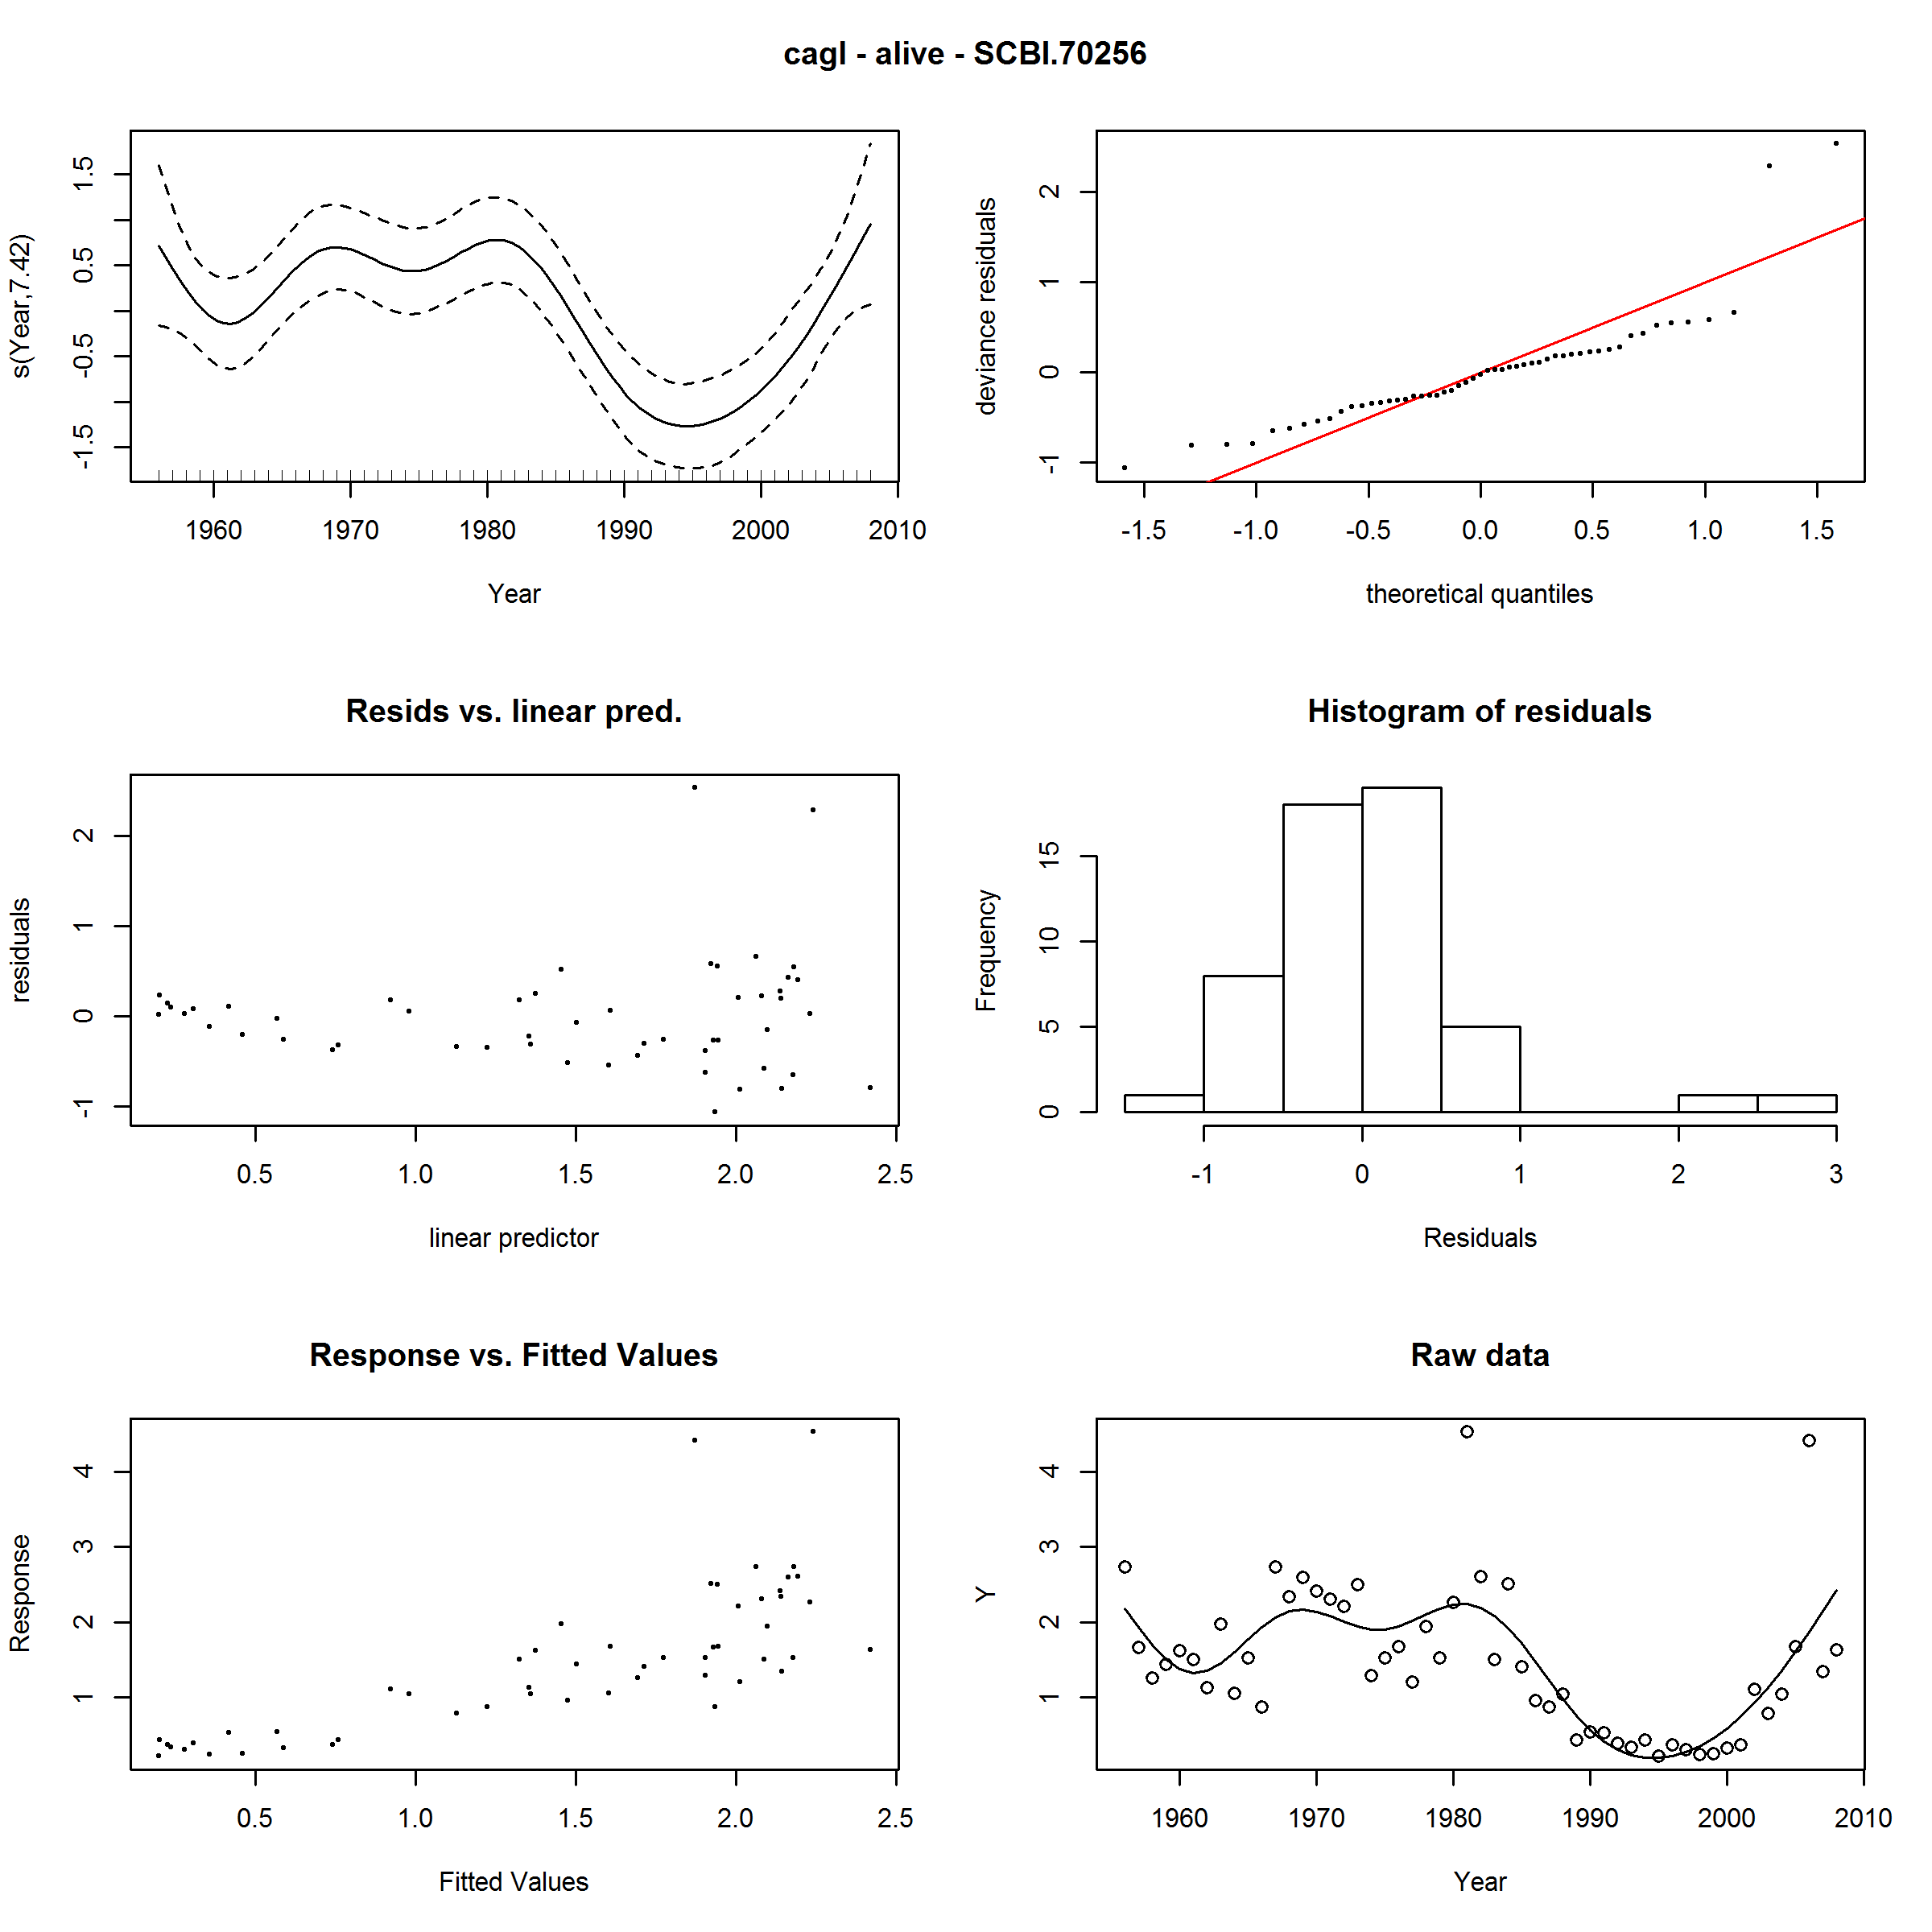 cagl - alive - SCBI.70256
s(Year,7.42)
-1.5 -0.5 0.5 1.5
1960 1970 1980 1990 2000 2010
Year
deviance residuals
-1 0 1 2
-1.5 -1.0 -0.5 0.0 0.5 1.0 1.5
theoretical quantiles
Resids vs. linear pred.
residuals
-1 0 1 2
0.5 1.0 1.5 2.0 2.5
linear predictor
Histogram of residuals
Frequency
0 5 10 15
-1 0 1 2 3
Residuals
Response vs. Fitted Values
Response
1 2 3 4
0.5 1.0 1.5 2.0 2.5
Fitted Values
Raw data
Y
1 2 3 4
1960 1970 1980 1990 2000 2010
Year